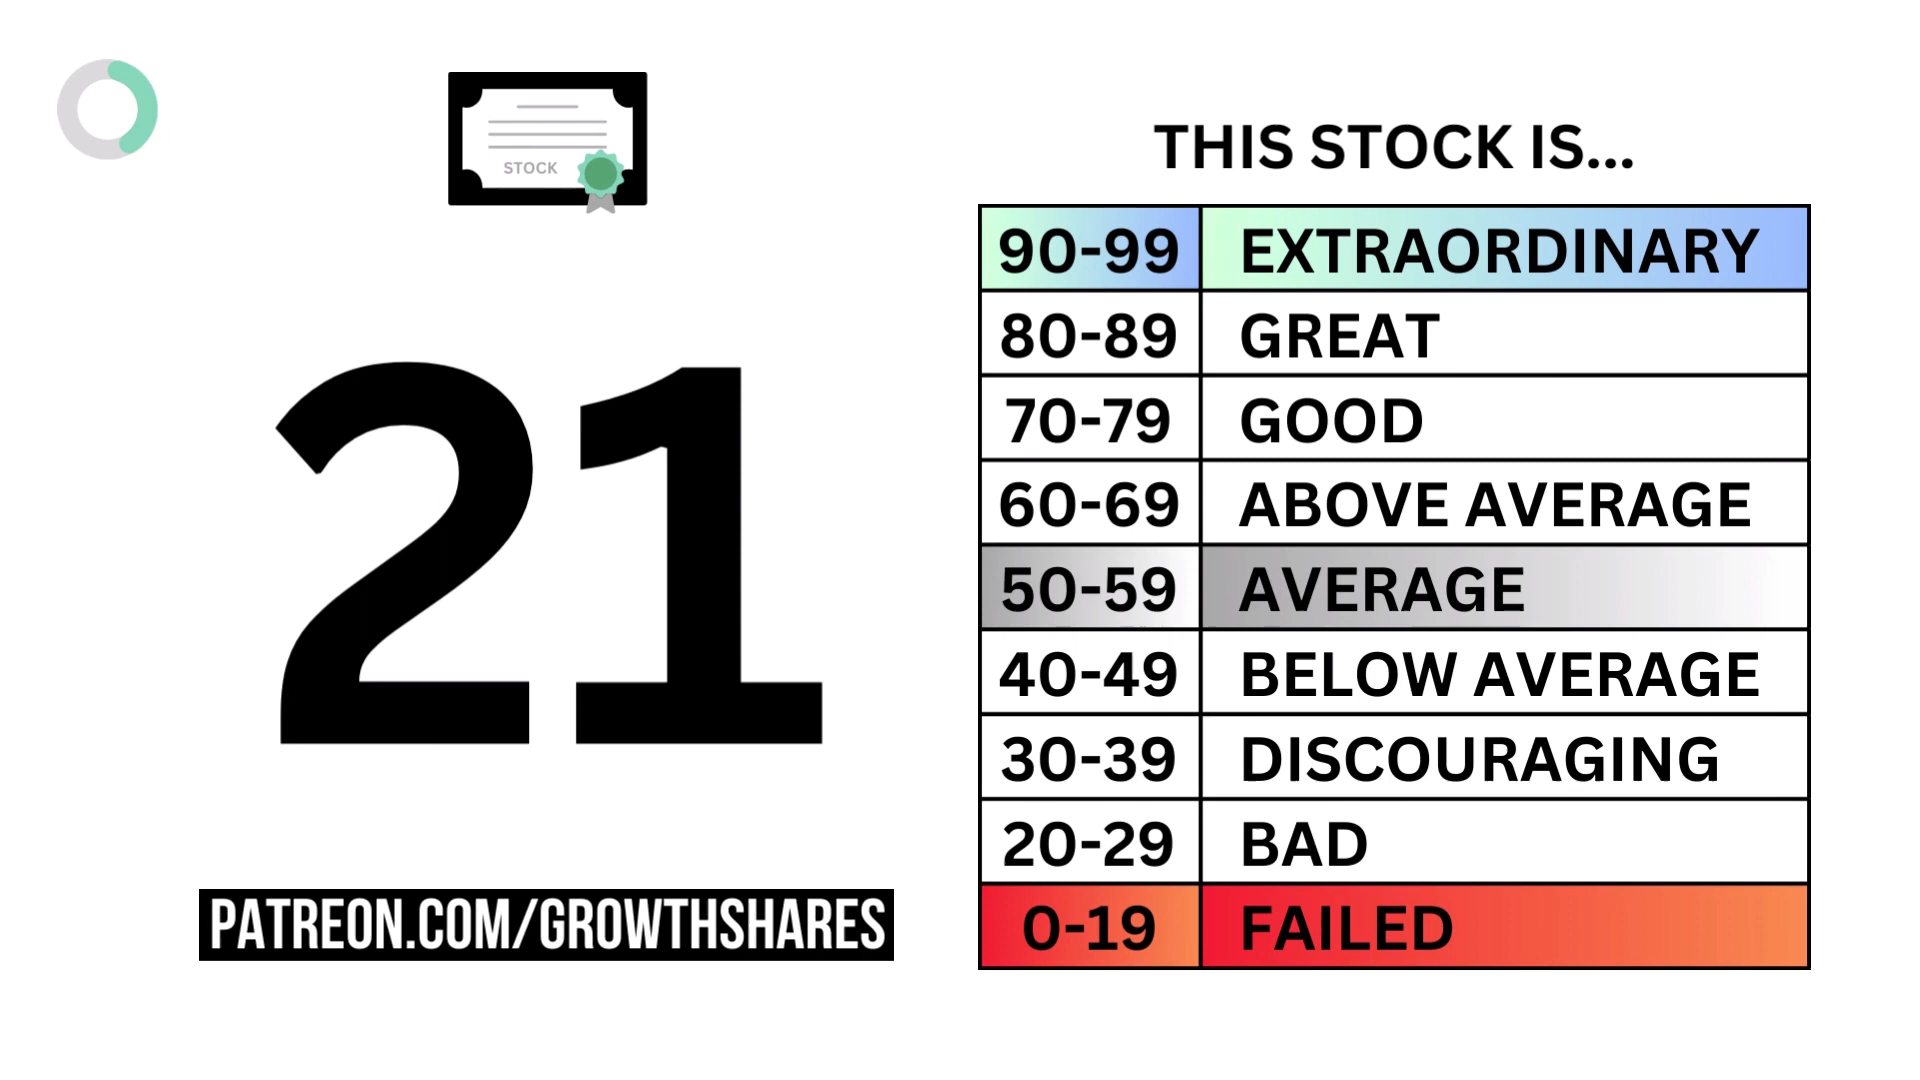 STOCK
21
PATREON.COM/GROWTHSHARES
THIS STOCK IS...
90-99 EXTRAORDINARY
80-89 GREAT
70-79 GOOD
60-69 ABOVE AVERAGE
50-59 AVERAGE
40-49 BELOW AVERAGE
30-39 DISCOURAGING
20-29 BAD
0-19 FAILED